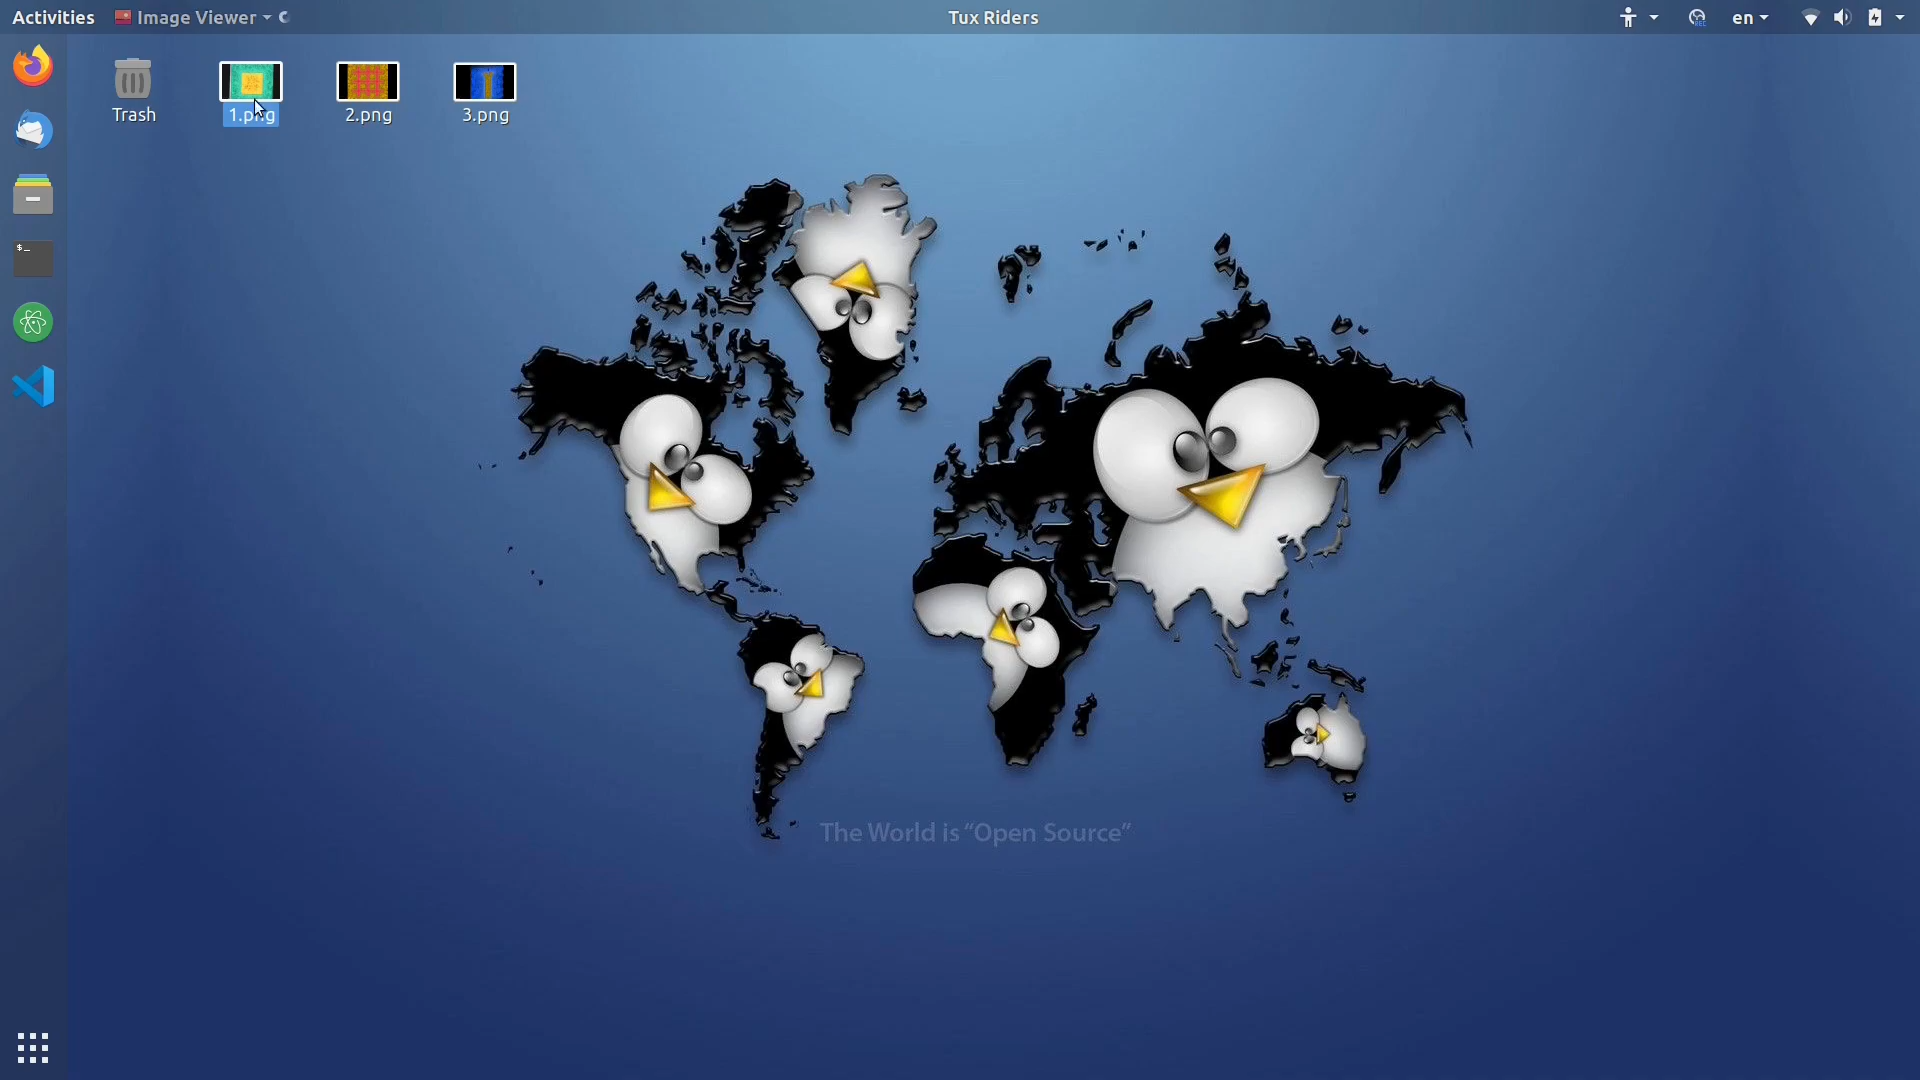 Activities Image Viewer Tux Riders en
Trash 1.png 2.png 3.png
$_
The World is “Open Source”